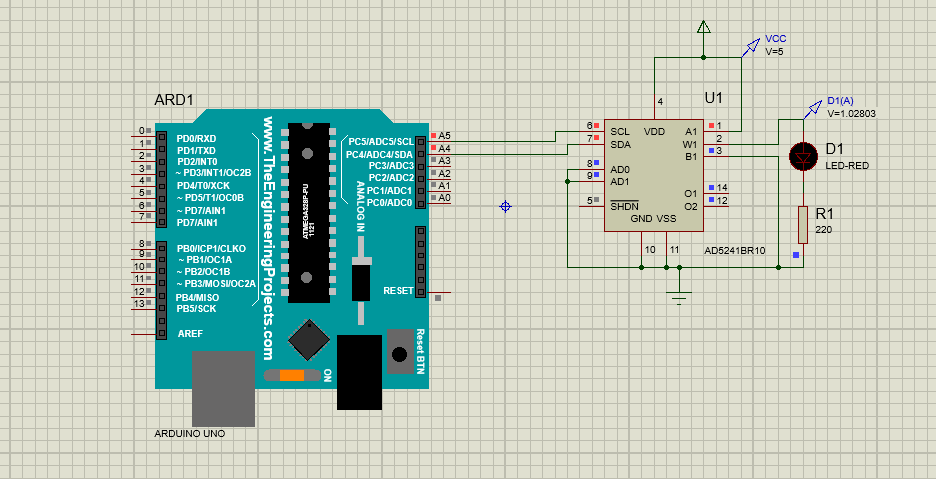 ARD1
www.TheEngineeringProjects.com
0
1
2
3
4
5
6
7
PD0/RXD
PD1/TXD
PD2/INT0
~ PD3/INT1/OC2B
PD4/T0/XCK
~ PD5/T1/OC0B
~ PD7/AIN1
PD7/AIN1
8
9
10
11
12
13
PB0/ICP1/CLKO
~ PB1/OC1A
~ PB2/OC1B
~ PB3/MOSI/OC2A
PB4/MISO
PB5/SCK
AREF
ATMEGA328P-PU
1121
PC5/ADC5/SCL
PC4/ADC4/SDA
PC3/ADC3
PC2/ADC2
PC1/ADC1
PC0/ADC0
A5
A4
A3
A2
A1
A0
ANALOG IN
RESET
Reset BTN
ON
ARDUINO UNO
VCC
V=5
U1
4
6
7
8
9
5
SCL
SDA
AD0
AD1
SHDN
VDD
A1
W1
B1
O1
O2
GND VSS
1
2
3
14
12
10
11
AD5241BR10
D1(A)
V=1.02803
D1
LED-RED
R1
220